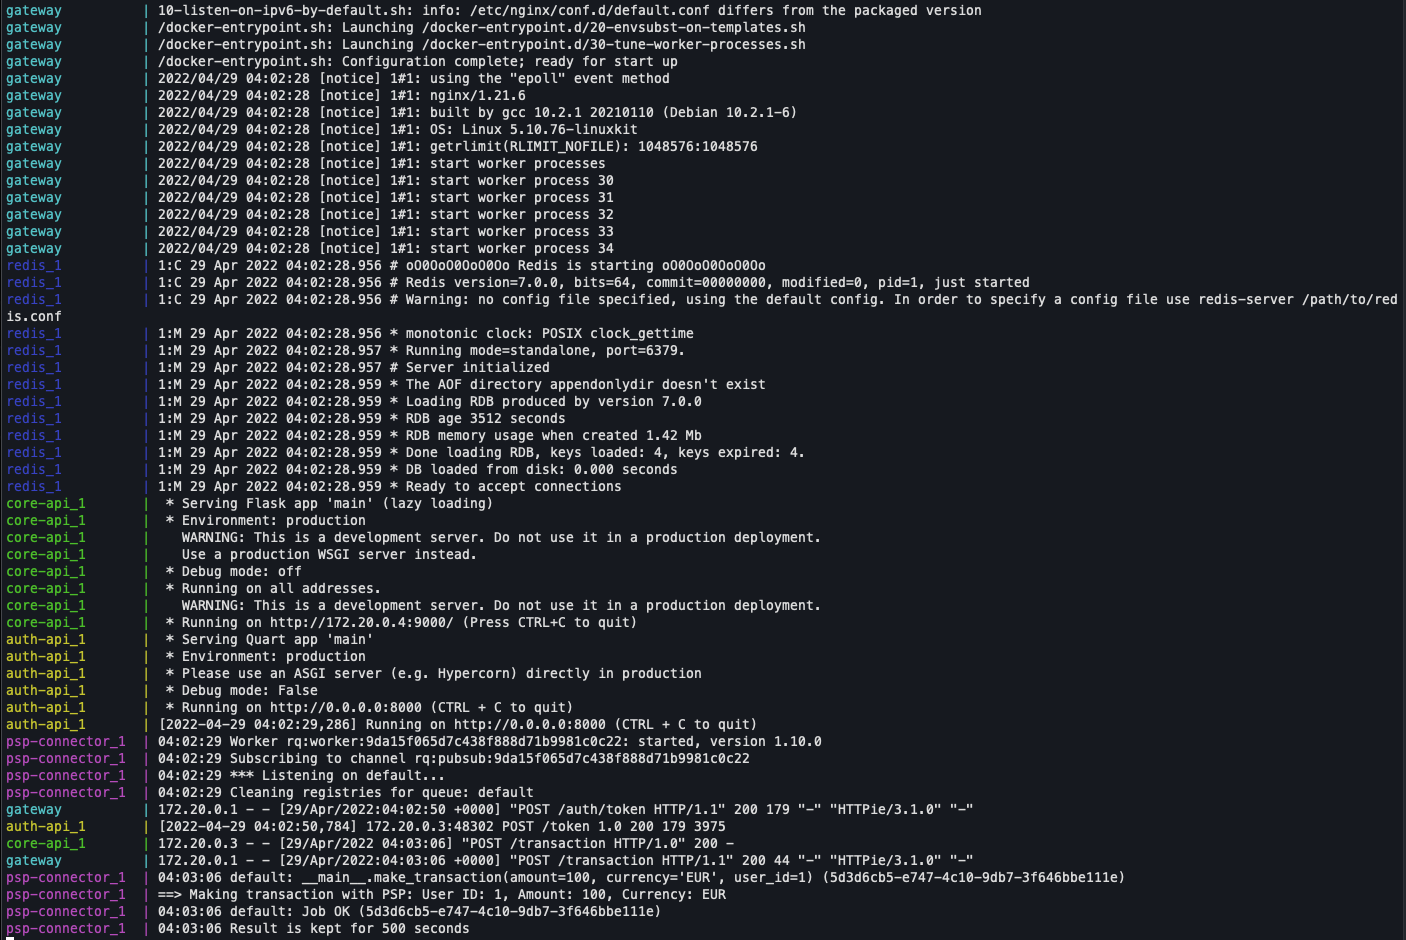 gateway          | 10-listen-on-ipv6-by-default.sh: info: /etc/nginx/conf.d/default.conf differs from the packaged version
gateway          | /docker-entrypoint.sh: Launching /docker-entrypoint.d/20-envsubst-on-templates.sh
gateway          | /docker-entrypoint.sh: Launching /docker-entrypoint.d/30-tune-worker-processes.sh
gateway          | /docker-entrypoint.sh: Configuration complete; ready for start up
gateway          | 2022/04/29 04:02:28 [notice] 1#1: using the "epoll" event method
gateway          | 2022/04/29 04:02:28 [notice] 1#1: nginx/1.21.6
gateway          | 2022/04/29 04:02:28 [notice] 1#1: built by gcc 10.2.1 20210110 (Debian 10.2.1-6)
gateway          | 2022/04/29 04:02:28 [notice] 1#1: OS: Linux 5.10.76-linuxkit
gateway          | 2022/04/29 04:02:28 [notice] 1#1: getrlimit(RLIMIT_NOFILE): 1048576:1048576
gateway          | 2022/04/29 04:02:28 [notice] 1#1: start worker processes
gateway          | 2022/04/29 04:02:28 [notice] 1#1: start worker process 30
gateway          | 2022/04/29 04:02:28 [notice] 1#1: start worker process 31
gateway          | 2022/04/29 04:02:28 [notice] 1#1: start worker process 32
gateway          | 2022/04/29 04:02:28 [notice] 1#1: start worker process 33
gateway          | 2022/04/29 04:02:28 [notice] 1#1: start worker process 34
redis_1          | 1:C 29 Apr 2022 04:02:28.956 # oO0OoO0OoO0Oo Redis is starting oO0OoO0OoO0Oo
redis_1          | 1:C 29 Apr 2022 04:02:28.956 # Redis version=7.0.0, bits=64, commit=00000000, modified=0, pid=1, just started
redis_1          | 1:C 29 Apr 2022 04:02:28.956 # Warning: no config file specified, using the default config. In order to specify a config file use redis-server /path/to/red
is.conf
redis_1          | 1:M 29 Apr 2022 04:02:28.956 * monotonic clock: POSIX clock_gettime
redis_1          | 1:M 29 Apr 2022 04:02:28.957 * Running mode=standalone, port=6379.
redis_1          | 1:M 29 Apr 2022 04:02:28.957 # Server initialized
redis_1          | 1:M 29 Apr 2022 04:02:28.959 * The AOF directory appendonlydir doesn't exist
redis_1          | 1:M 29 Apr 2022 04:02:28.959 * Loading RDB produced by version 7.0.0
redis_1          | 1:M 29 Apr 2022 04:02:28.959 * RDB age 3512 seconds
redis_1          | 1:M 29 Apr 2022 04:02:28.959 * RDB memory usage when created 1.42 Mb
redis_1          | 1:M 29 Apr 2022 04:02:28.959 * Done loading RDB, keys loaded: 4, keys expired: 4.
redis_1          | 1:M 29 Apr 2022 04:02:28.959 * DB loaded from disk: 0.000 seconds
redis_1          | 1:M 29 Apr 2022 04:02:28.959 * Ready to accept connections
core-api_1       |  * Serving Flask app 'main' (lazy loading)
core-api_1       |  * Environment: production
core-api_1       |    WARNING: This is a development server. Do not use it in a production deployment.
core-api_1       |    Use a production WSGI server instead.
core-api_1       |  * Debug mode: off
core-api_1       |  * Running on all addresses.
core-api_1       |    WARNING: This is a development server. Do not use it in a production deployment.
core-api_1       |  * Running on http://172.20.0.4:9000/ (Press CTRL+C to quit)
auth-api_1       |  * Serving Quart app 'main'
auth-api_1       |  * Environment: production
auth-api_1       |  * Please use an ASGI server (e.g. Hypercorn) directly in production
auth-api_1       |  * Debug mode: False
auth-api_1       |  * Running on http://0.0.0.0:8000 (CTRL + C to quit)
auth-api_1       | [2022-04-29 04:02:29,286] Running on http://0.0.0.0:8000 (CTRL + C to quit)
psp-connector_1  | 04:02:29 Worker rq:worker:9da15f065d7c438f888d71b9981c0c22: started, version 1.10.0
psp-connector_1  | 04:02:29 Subscribing to channel rq:pubsub:9da15f065d7c438f888d71b9981c0c22
psp-connector_1  | 04:02:29 *** Listening on default...
psp-connector_1  | 04:02:29 Cleaning registries for queue: default
gateway          | 172.20.0.1 - - [29/Apr/2022:04:02:50 +0000] "POST /auth/token HTTP/1.1" 200 179 "-" "HTTPie/3.1.0" "-"
auth-api_1       | [2022-04-29 04:02:50,784] 172.20.0.3:48302 POST /token 1.0 200 179 3975
core-api_1       | 172.20.0.3 - - [29/Apr/2022 04:03:06] "POST /transaction HTTP/1.0" 200 -
gateway          | 172.20.0.1 - - [29/Apr/2022:04:03:06 +0000] "POST /transaction HTTP/1.1" 200 44 "-" "HTTPie/3.1.0" "-"
psp-connector_1  | 04:03:06 default: __main__.make_transaction(amount=100, currency='EUR', user_id=1) (5d3d6cb5-e747-4c10-9db7-3f646bbe111e)
psp-connector_1  | ==> Making transaction with PSP: User ID: 1, Amount: 100, Currency: EUR
psp-connector_1  | 04:03:06 default: Job OK (5d3d6cb5-e747-4c10-9db7-3f646bbe111e)
psp-connector_1  | 04:03:06 Result is kept for 500 seconds